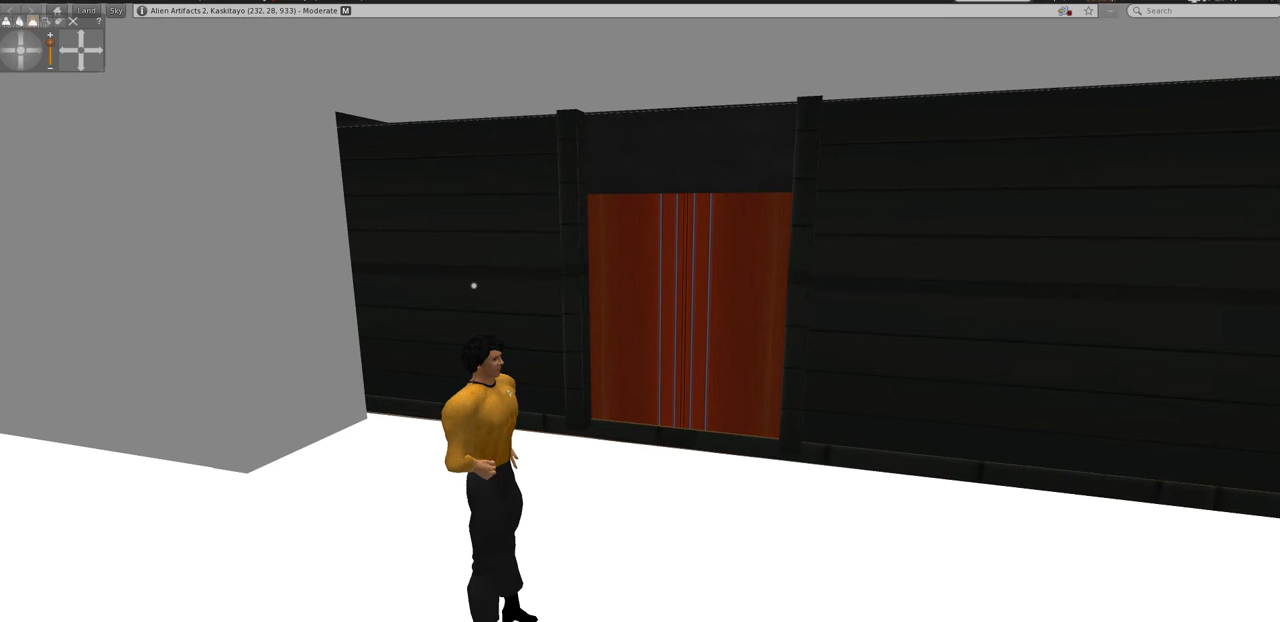 Land Sky Alien Artifacts 2, Kaskitayo (232, 28, 933) - Moderate M Search
?
+
−